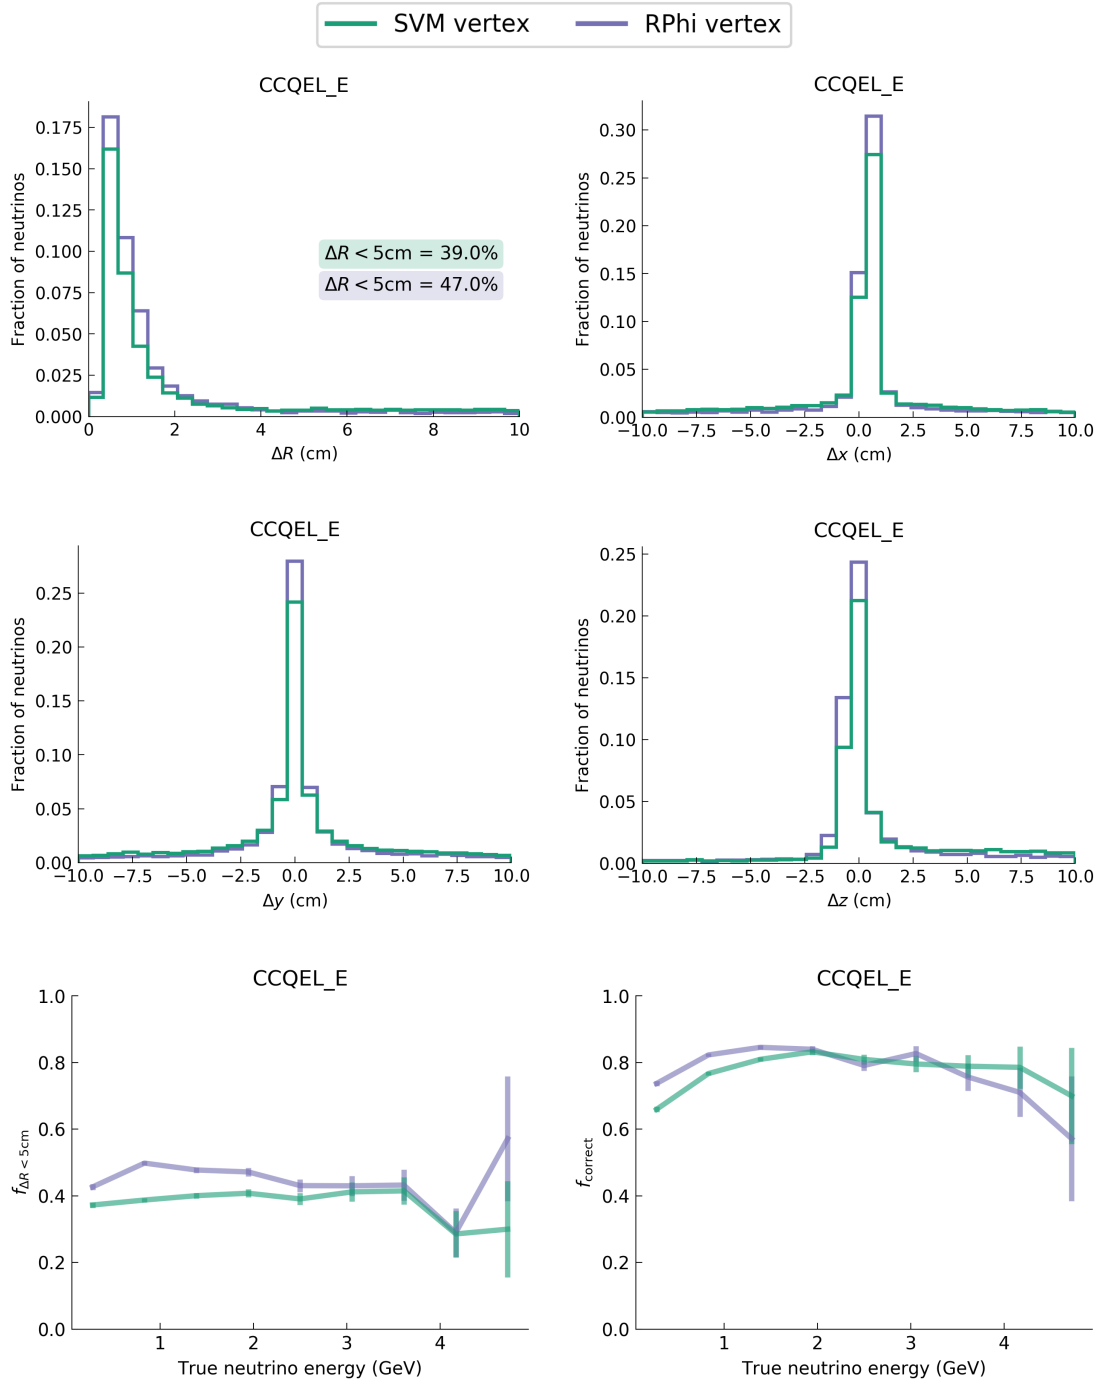 SVM vertex RPhi vertex
CCQEL_E
Fraction of neutrinos
0.175
0.150
0.125
0.100
0.075
0.050
0.025
0.000
ΔR < 5cm = 39.0%
ΔR < 5cm = 47.0%
0 2 4 6 8 10
ΔR (cm)
CCQEL_E
Fraction of neutrinos
0.30
0.25
0.20
0.15
0.10
0.05
0.00
−10.0 −7.5 −5.0 −2.5 0.0 2.5 5.0 7.5 10.0
Δx (cm)
CCQEL_E
Fraction of neutrinos
0.25
0.20
0.15
0.10
0.05
0.00
−10.0 −7.5 −5.0 −2.5 0.0 2.5 5.0 7.5 10.0
Δy (cm)
CCQEL_E
Fraction of neutrinos
0.25
0.20
0.15
0.10
0.05
0.00
−10.0 −7.5 −5.0 −2.5 0.0 2.5 5.0 7.5 10.0
Δz (cm)
CCQEL_E
fΔR < 5cm
1.0
0.8
0.6
0.4
0.2
0.0
1 2 3 4
True neutrino energy (GeV)
CCQEL_E
fcorrect
1.0
0.8
0.6
0.4
0.2
0.0
1 2 3 4
True neutrino energy (GeV)